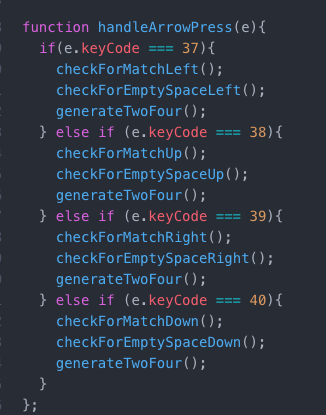 function handleArrowPress(e){
if(e.keyCode === 37){
checkForMatchLeft();
checkForEmptySpaceLeft();
generateTwoFour();
} else if (e.keyCode === 38){
checkForMatchUp();
checkForEmptySpaceUp();
generateTwoFour();
} else if (e.keyCode === 39){
checkForMatchRight();
checkForEmptySpaceRight();
generateTwoFour();
} else if (e.keyCode === 40){
checkForMatchDown();
checkForEmptySpaceDown();
generateTwoFour();
}
};